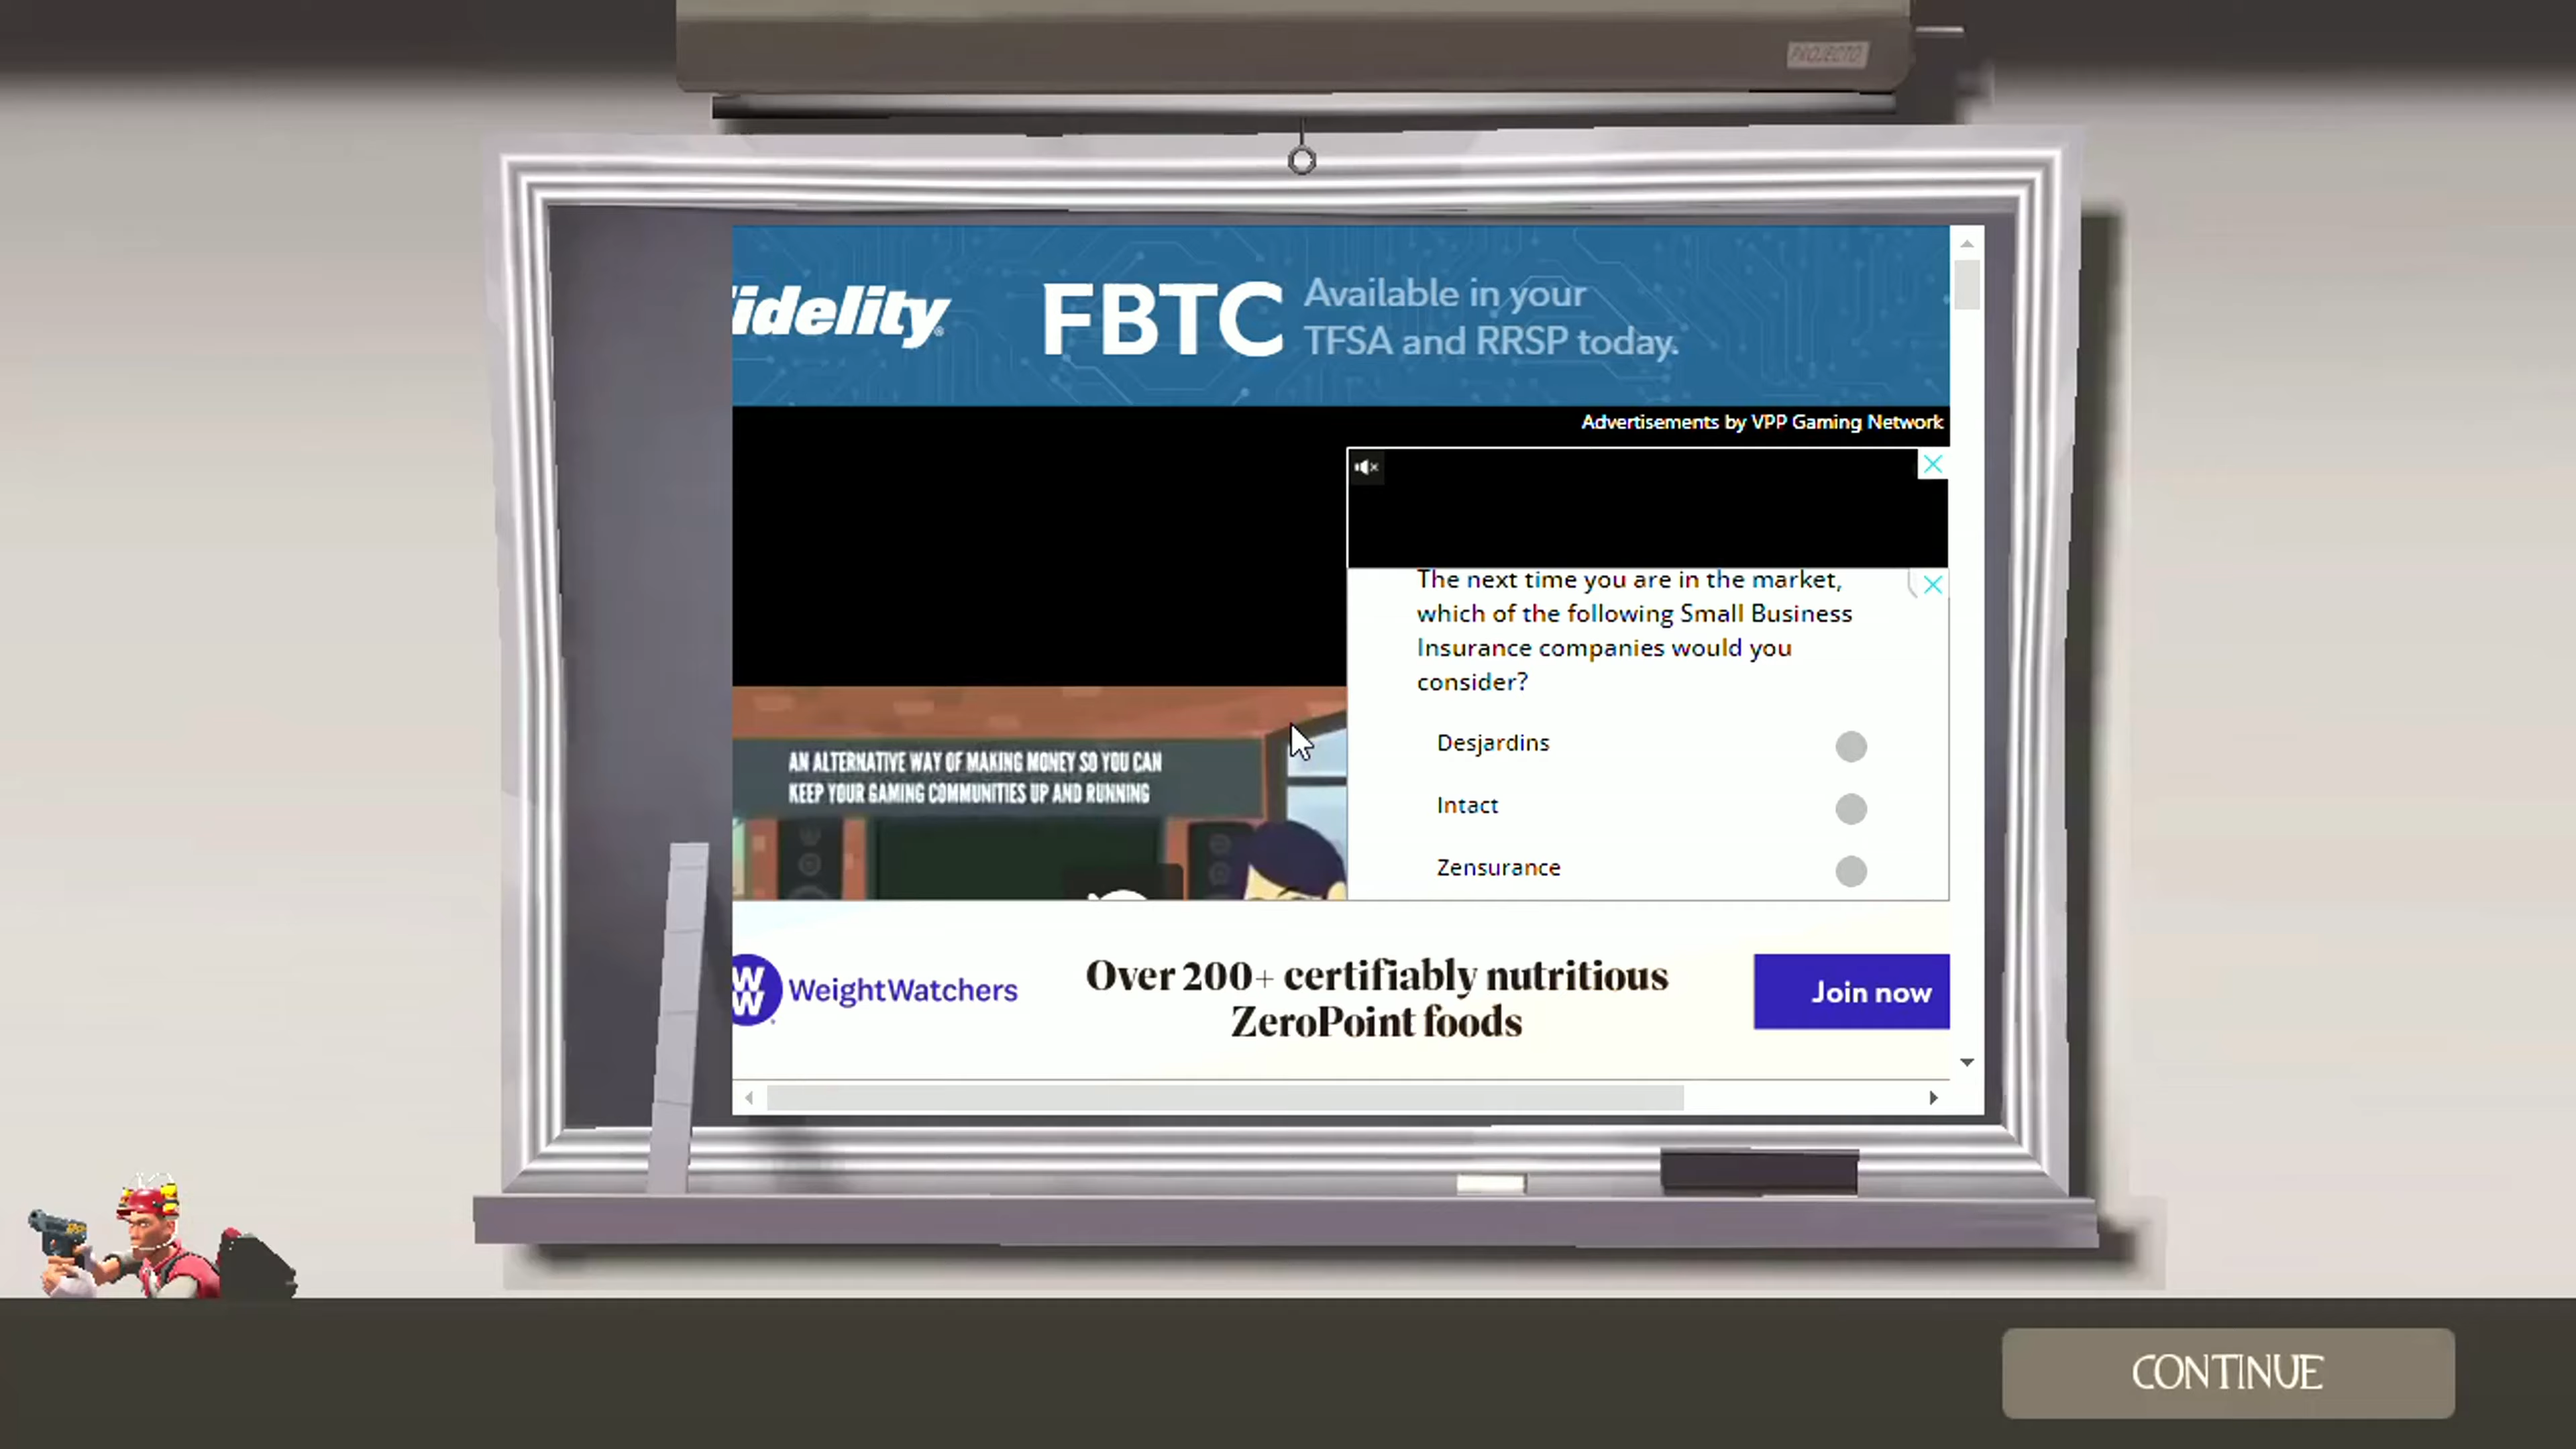 PROJECTO
Fidelity
FBTC
Available in your
TFSA and RRSP today.
Advertisements by VPP Gaming Network
The next time you are in the market,
which of the following Small Business
Insurance companies would you
consider?
Desjardins
Intact
Zensurance
AN ALTERNATIVE WAY OF MAKING MONEY SO YOU CAN
KEEP YOUR GAMING COMMUNITIES UP AND RUNNING
WW
WeightWatchers
Over 200+ certifiably nutritious
ZeroPoint foods
Join now
CONTINUE